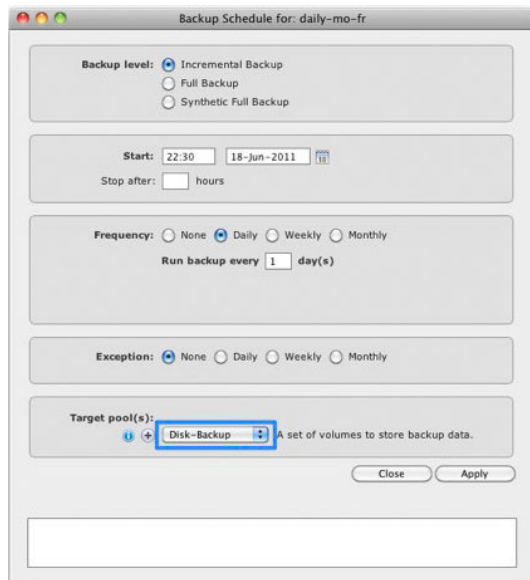 Backup Schedule for: daily-mo-fr
Backup level: Incremental Backup
Full Backup
Synthetic Full Backup
Start: 22:30 18-Jun-2011
Stop after: hours
Frequency: None Daily Weekly Monthly
Run backup every 1 day(s)
Exception: None Daily Weekly Monthly
Target pool(s):
Disk-Backup A set of volumes to store backup data.
Close Apply